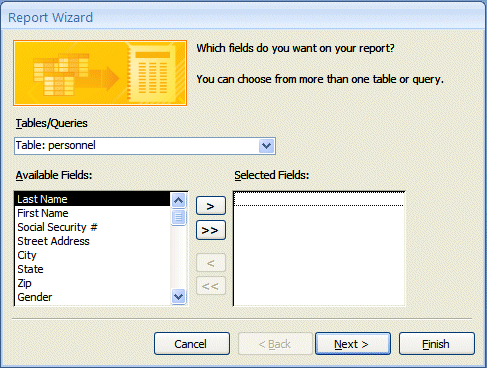 Report Wizard
Which fields do you want on your report?
You can choose from more than one table or query.
Tables/Queries
Table: personnel
Available Fields:
Selected Fields:
Last Name
First Name
Social Security #
Street Address
City
State
Zip
Gender
>
>>
<
<<
Cancel
< Back
Next >
Finish